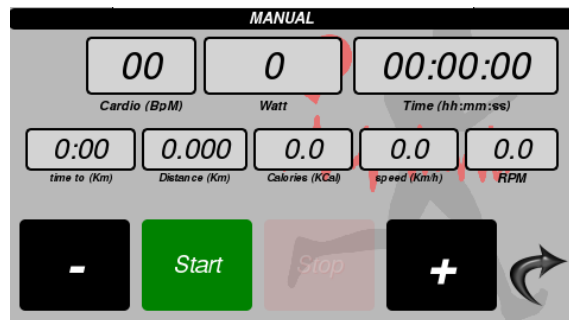 MANUAL
00 0 00:00:00
Cardio (BpM) Watt Time (hh:mm:ss)
0:00 0.000 0.0 0.0 0.0
time to (Km) Distance (Km) Calories (KCal) speed (Km/h) RPM
- Start Stop +